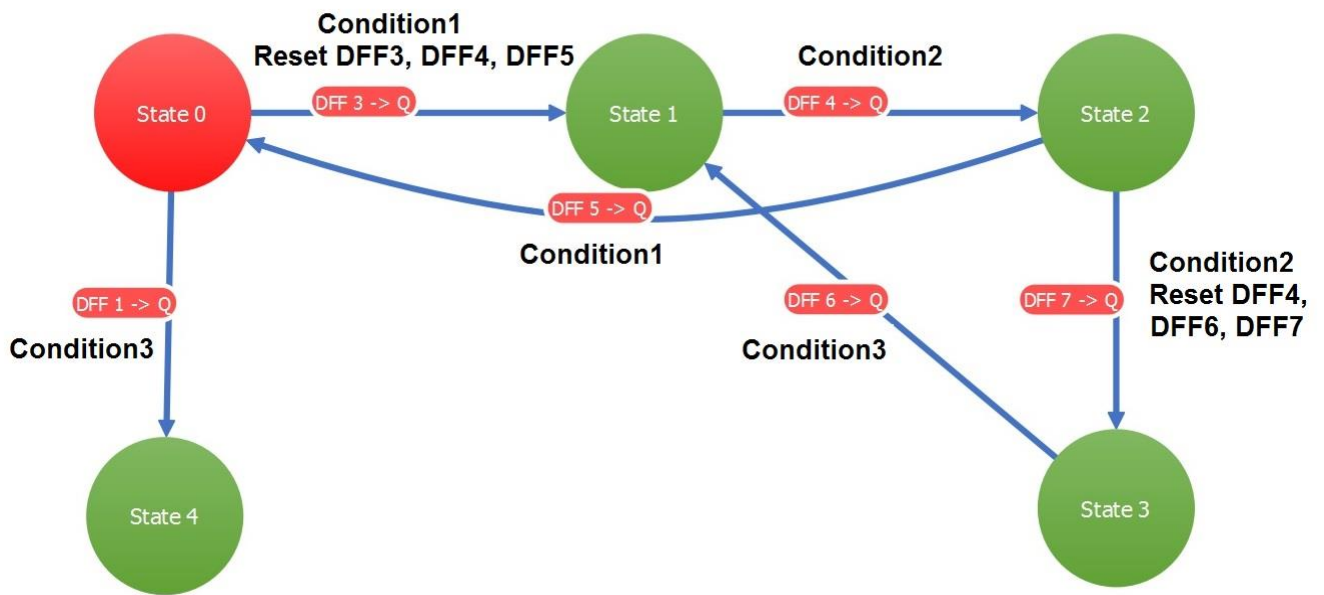 Condition1
Reset DFF3, DFF4, DFF5
Condition2
DFF 3 -> Q
DFF 4 -> Q
State 0
State 1
State 2
DFF 5 -> Q
Condition1
Condition2
Reset DFF4,
DFF6, DFF7
DFF 1 -> Q
DFF 6 -> Q
DFF 7 -> Q
Condition3
Condition3
State 4
State 3